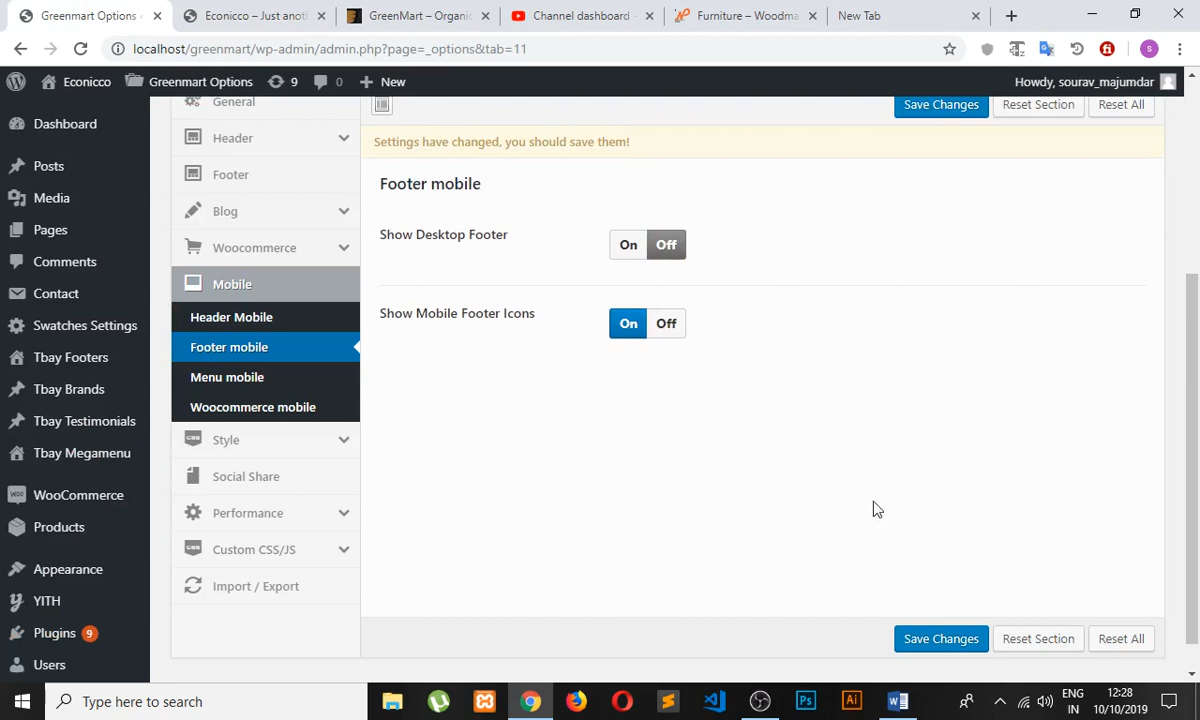 Greenmart Options
Econicco – Just anot
GreenMart – Organic
Channel dashboard -
Furniture – Woodma
New Tab
localhost/greenmart/wp-admin/admin.php?page=_options&tab=11
S
Econicco
Greenmart Options
9
0
New
Howdy, sourav_majumdar
Dashboard
Posts
Media
Pages
Comments
Contact
Swatches Settings
Tbay Footers
Tbay Brands
Tbay Testimonials
Tbay Megamenu
WooCommerce
Products
Appearance
YITH
Plugins 9
Users
General
Header
Footer
Blog
Woocommerce
Mobile
Header Mobile
Footer mobile
Menu mobile
Woocommerce mobile
Style
Social Share
Performance
Custom CSS/JS
Import / Export
Save Changes Reset Section Reset All
Settings have changed, you should save them!
Footer mobile
Show Desktop Footer On Off
Show Mobile Footer Icons On Off
Save Changes Reset Section Reset All
Type here to search
Ps
Ai
ENG
IN
12:28
10/10/2019